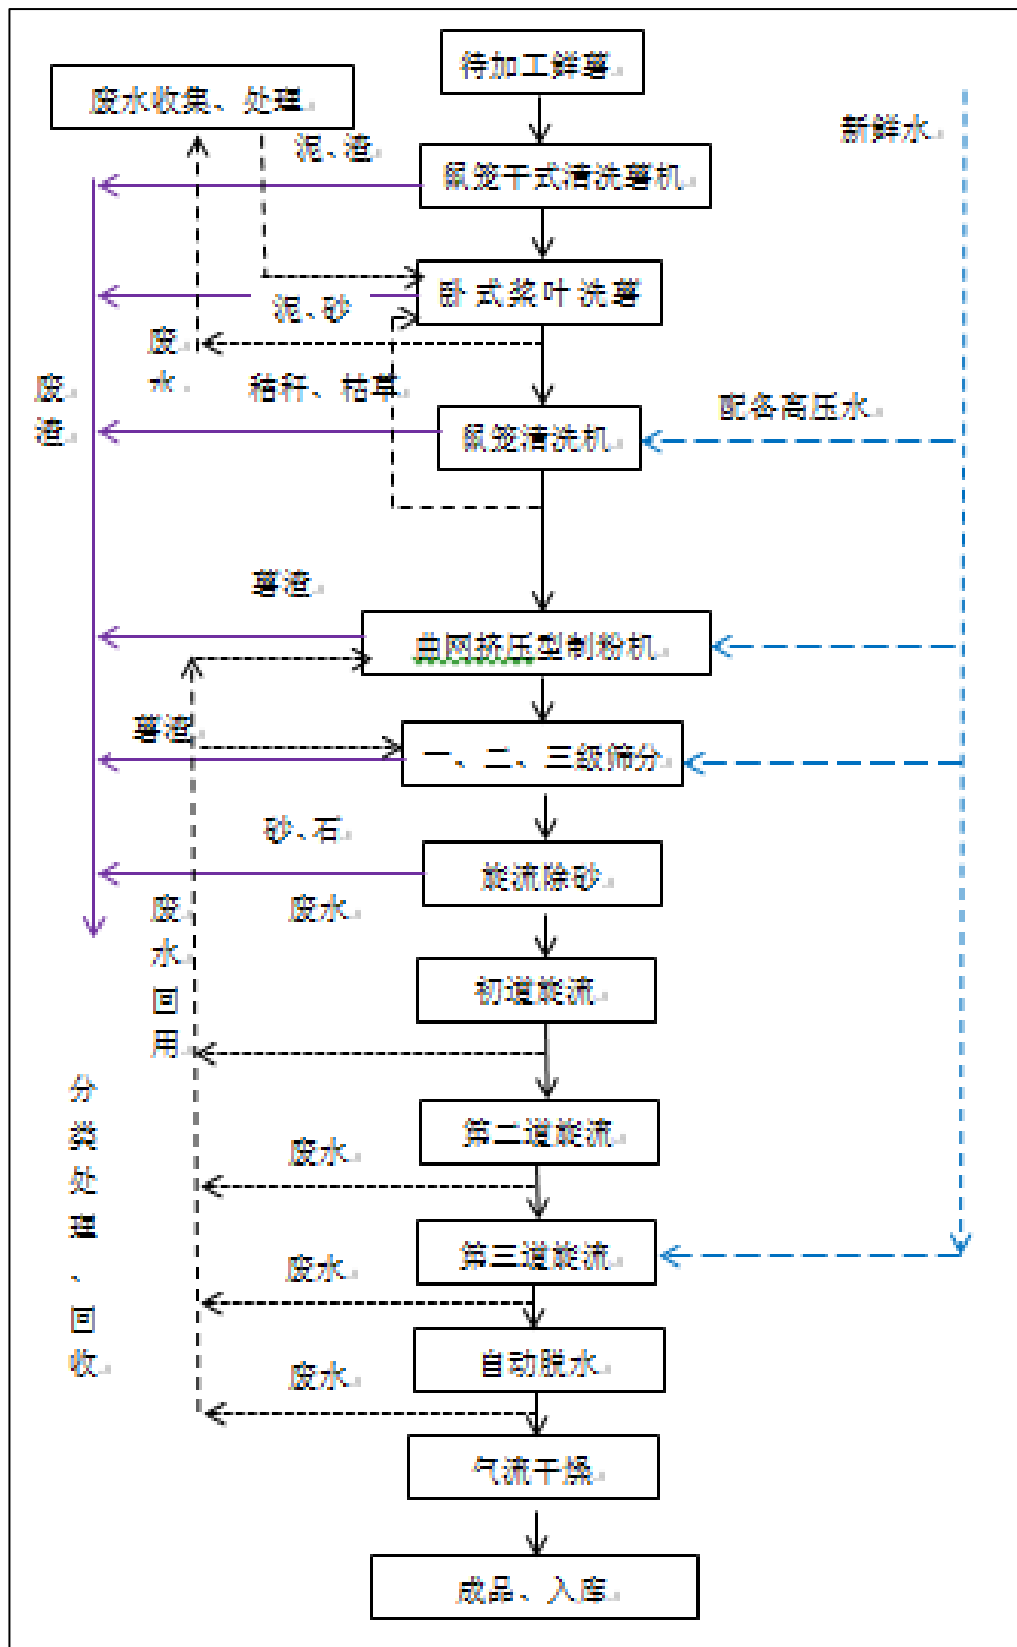 待加工鲜薯
废水收集、处理
新鲜水
泥、渣
鼠笼干式清洗薯机
卧式桨叶洗薯
泥、砂
废水
秸秆、枯草
废渣
配备高压水
鼠笼清洗机
薯渣
曲网挤压型制粉机
薯渣
一、二、三级筛分
砂、石
旋流除砂
废水
废水回用
初道旋流
分类处理、回收
第二道旋流
废水
第三道旋流
废水
自动脱水
废水
气流干燥
成品、入库